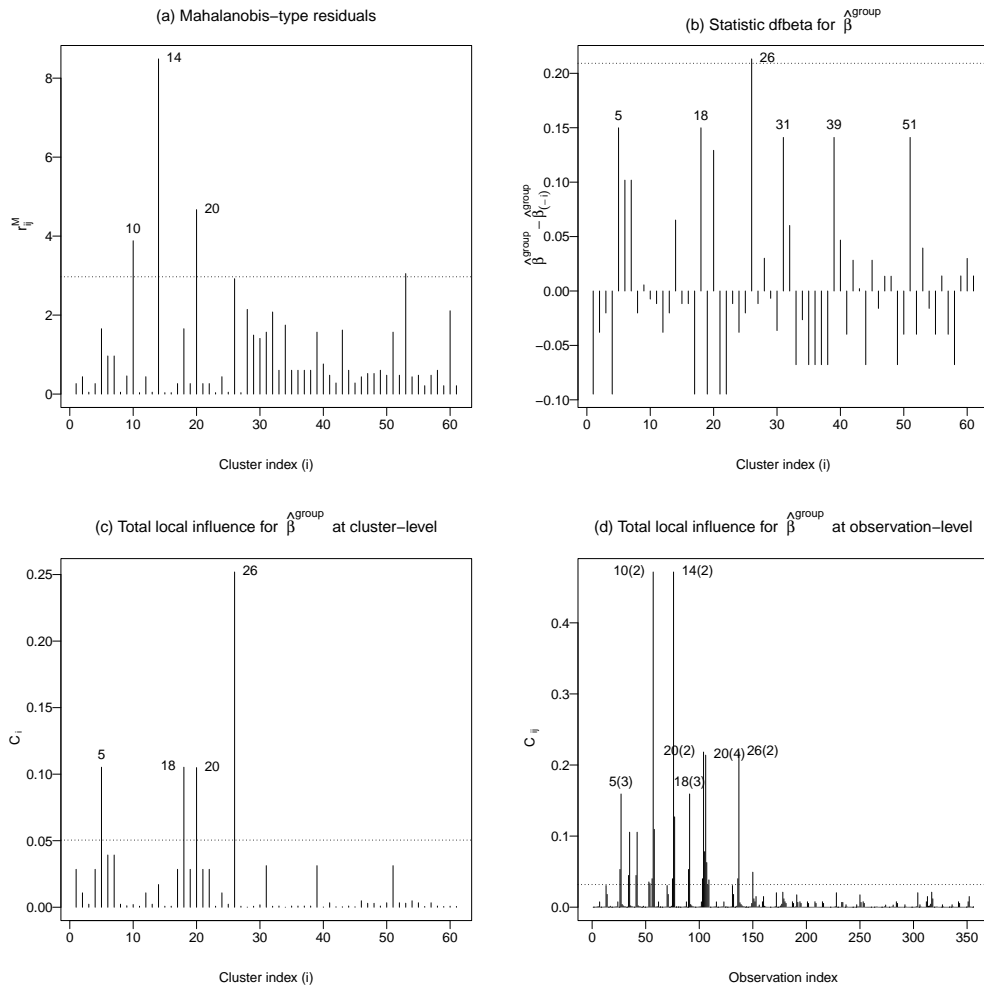 (a) Mahalanobis−type residuals
8
6
4
2
0
r_ij^M
14
10
20
0 10 20 30 40 50 60
Cluster index (i)
(b) Statistic dfbeta for β̂^group
0.20
0.15
0.10
0.05
0.00
−0.05
−0.10
β̂^group − β̂_(−i)^group
26
5
18
31
39
51
0 10 20 30 40 50 60
Cluster index (i)
(c) Total local influence for β̂^group at cluster−level
0.25
0.20
0.15
0.10
0.05
0.00
C_i
26
5
18
20
0 10 20 30 40 50 60
Cluster index (i)
(d) Total local influence for β̂^group at observation−level
0.4
0.3
0.2
0.1
0.0
C_ij
10(2)
14(2)
20(2)
20(4)
26(2)
5(3)
18(3)
0 50 100 150 200 250 300 350
Observation index